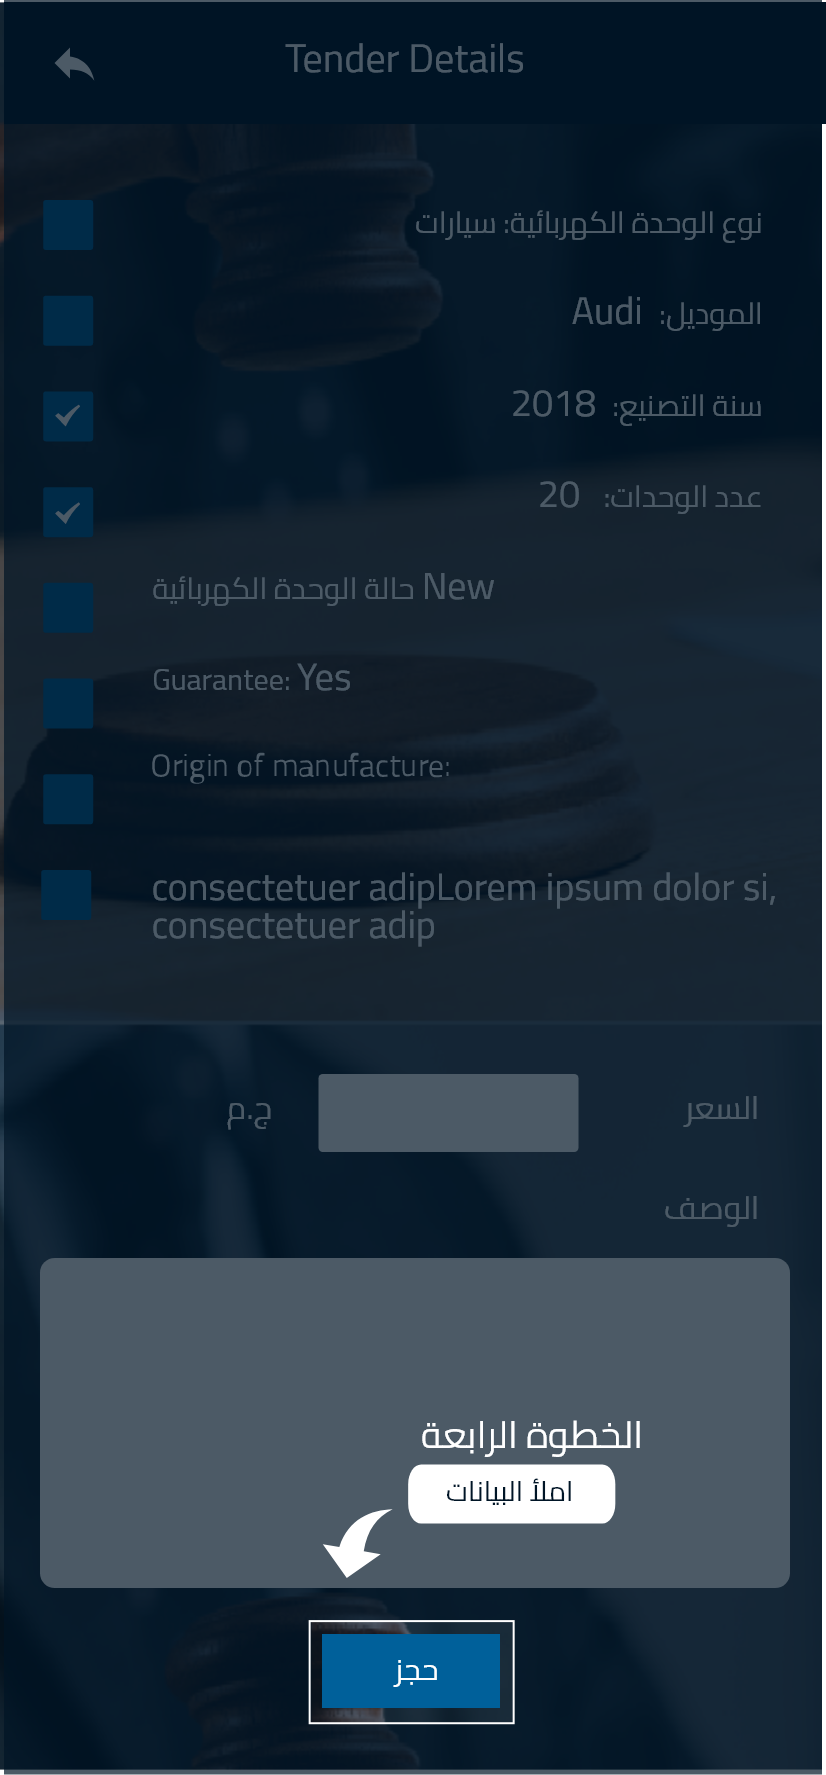 Tender Details
نوع الوحدة الكهربائية: سيارات
الموديل: Audi
سنة التصنيع: 2018
عدد الوحدات: 20
حالة الوحدة الكهربائية New
Guarantee: Yes
Origin of manufacture:
consectetuer adipLorem ipsum dolor si,
consectetuer adip
السعر ج.م
الوصف
الخطوة الرابعة
املأ البيانات
حجز